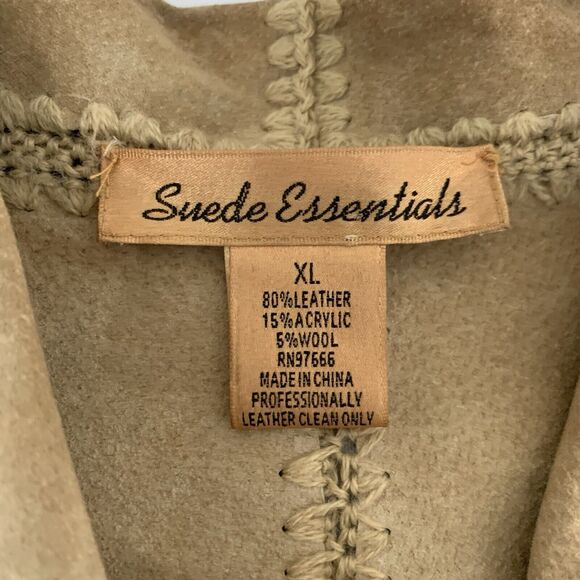 Suede Essentials
XL
80%LEATHER
15%ACRYLIC
5%WOOL
RN97666
MADE IN CHINA
PROFESSIONALLY
LEATHER CLEAN ONLY